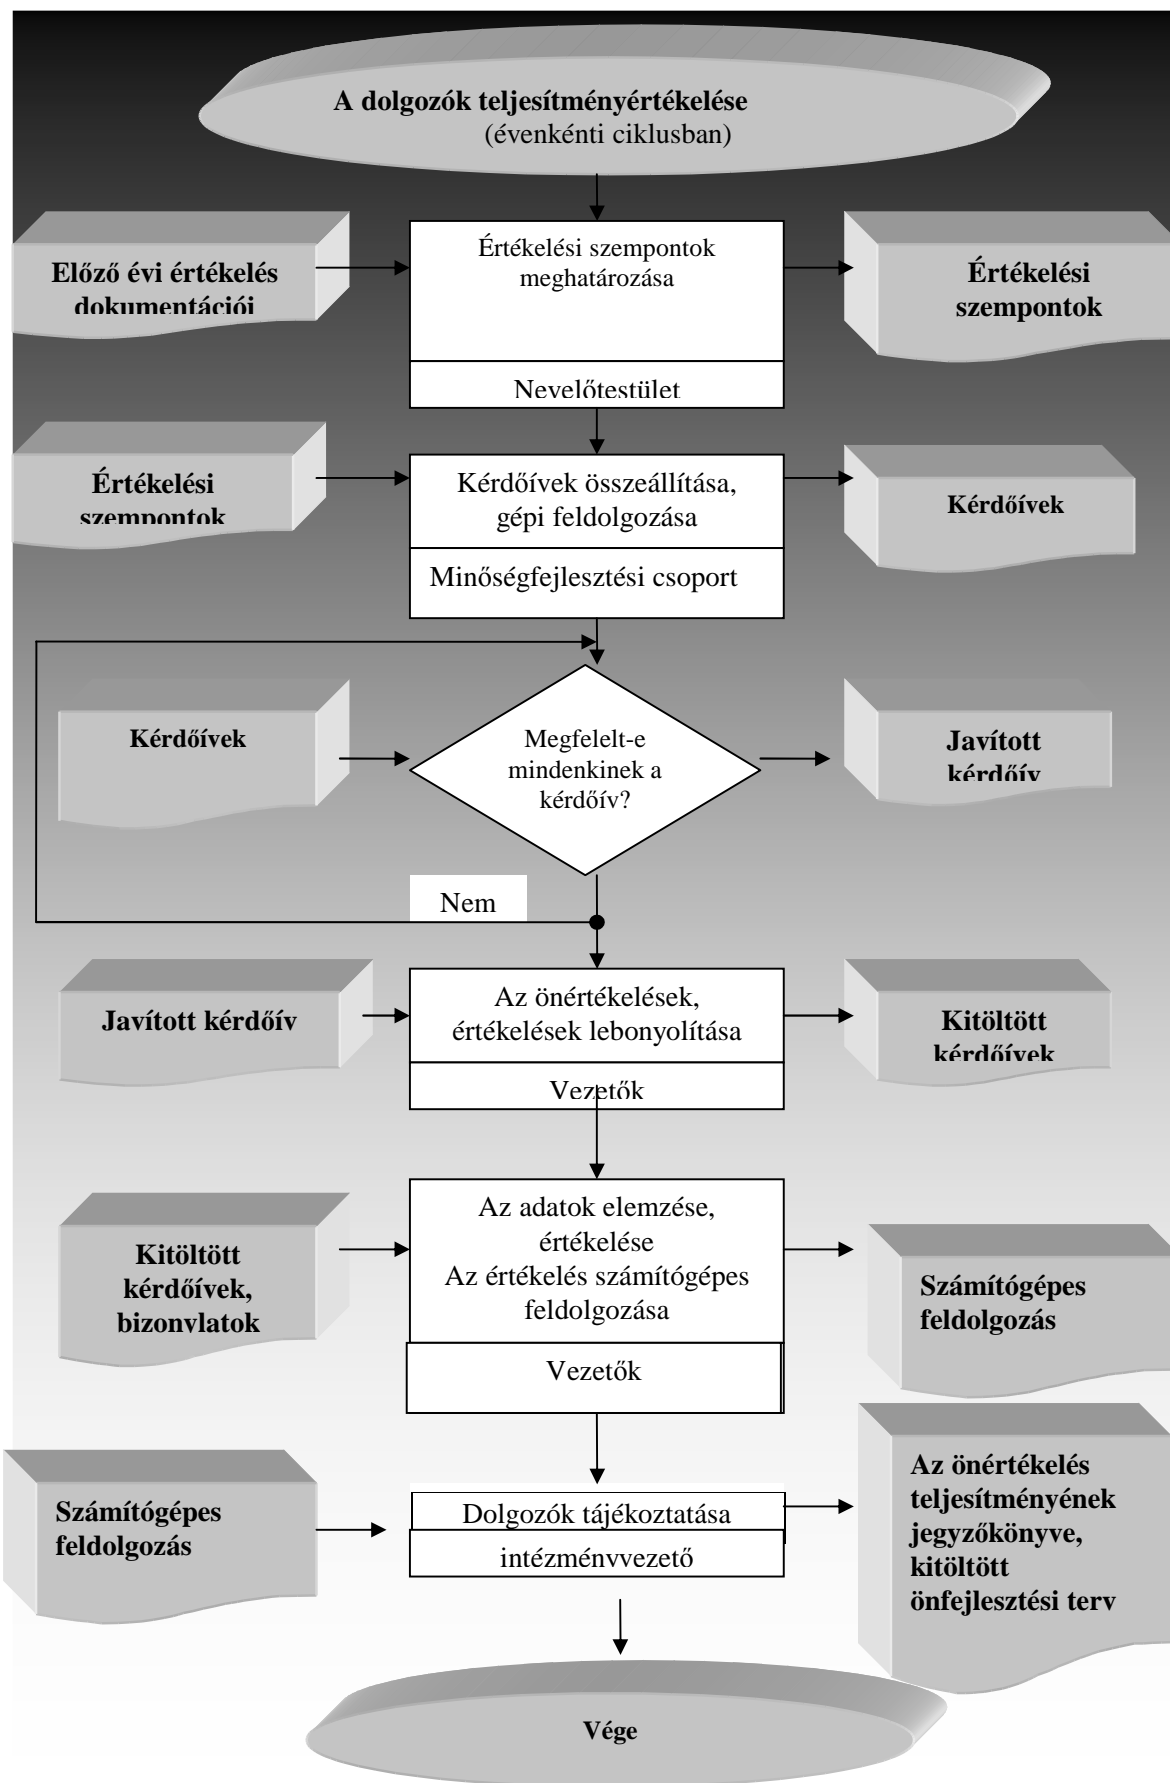 A dolgozók teljesítményértékelése
(évenkénti ciklusban)
Előző évi értékelés
dokumentációi
Értékelési szempontok
meghatározása
Nevelőtestület
Értékelési
szempontok
Értékelési
szempontok
Kérdőívek összeállítása,
gépi feldolgozása
Minőségfejlesztési csoport
Kérdőívek
Kérdőívek
Megfelelt-e
mindenkinek a
kérdőív?
Javított
kérdőív
Nem
Javított kérdőív
Az önértékelések,
értékelések lebonyolítása
Vezetők
Kitöltött
kérdőívek
Kitöltött
kérdőívek,
bizonylatok
Az adatok elemzése,
értékelése
Az értékelés számítógépes
feldolgozása
Vezetők
Számítógépes
feldolgozás
Számítógépes
feldolgozás
Dolgozók tájékoztatása
intézményvezető
Az önértékelés
teljesítményének
jegyzőkönyve,
kitöltött
önfejlesztési terv
Vége